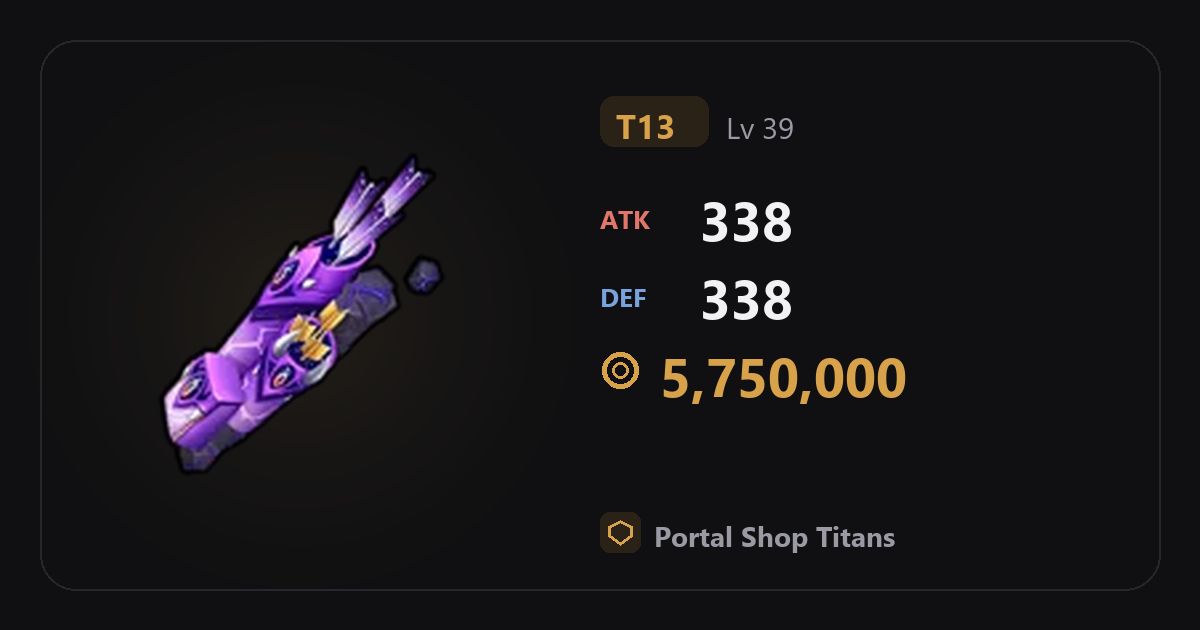 T13 Lv 39
ATK 338
DEF 338
5,750,000
Portal Shop Titans